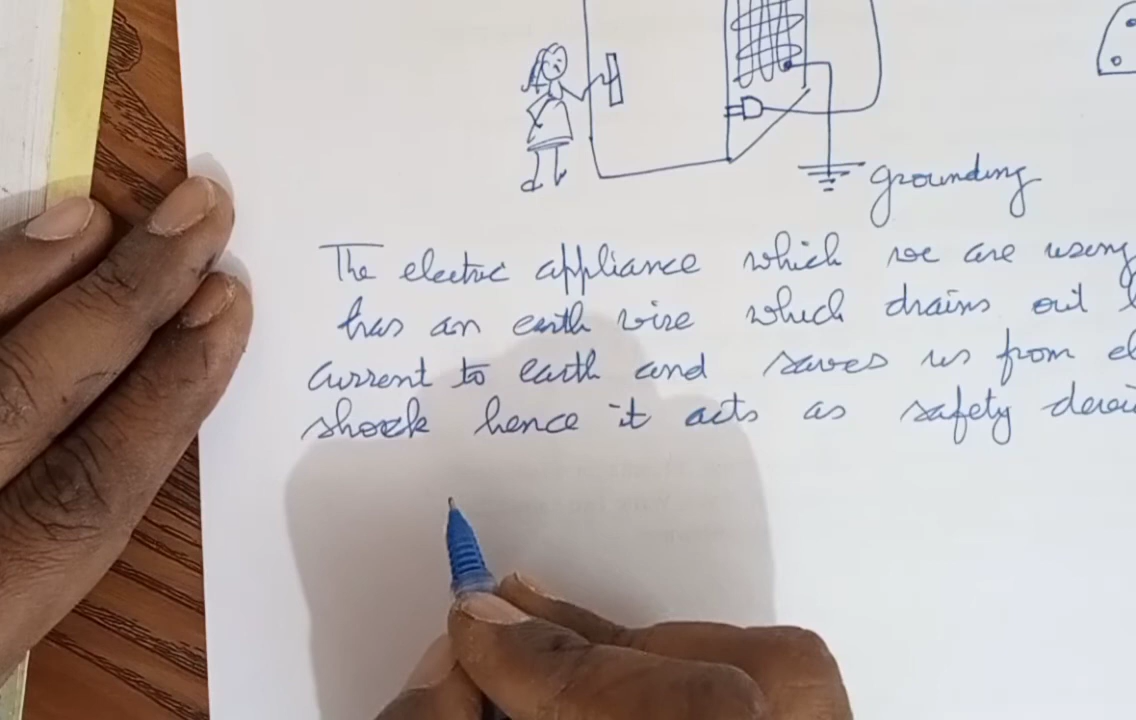 grounding
The electric appliance which we are using
has an earth wire which drains out
current to earth and saves us from
shock hence it acts as safety